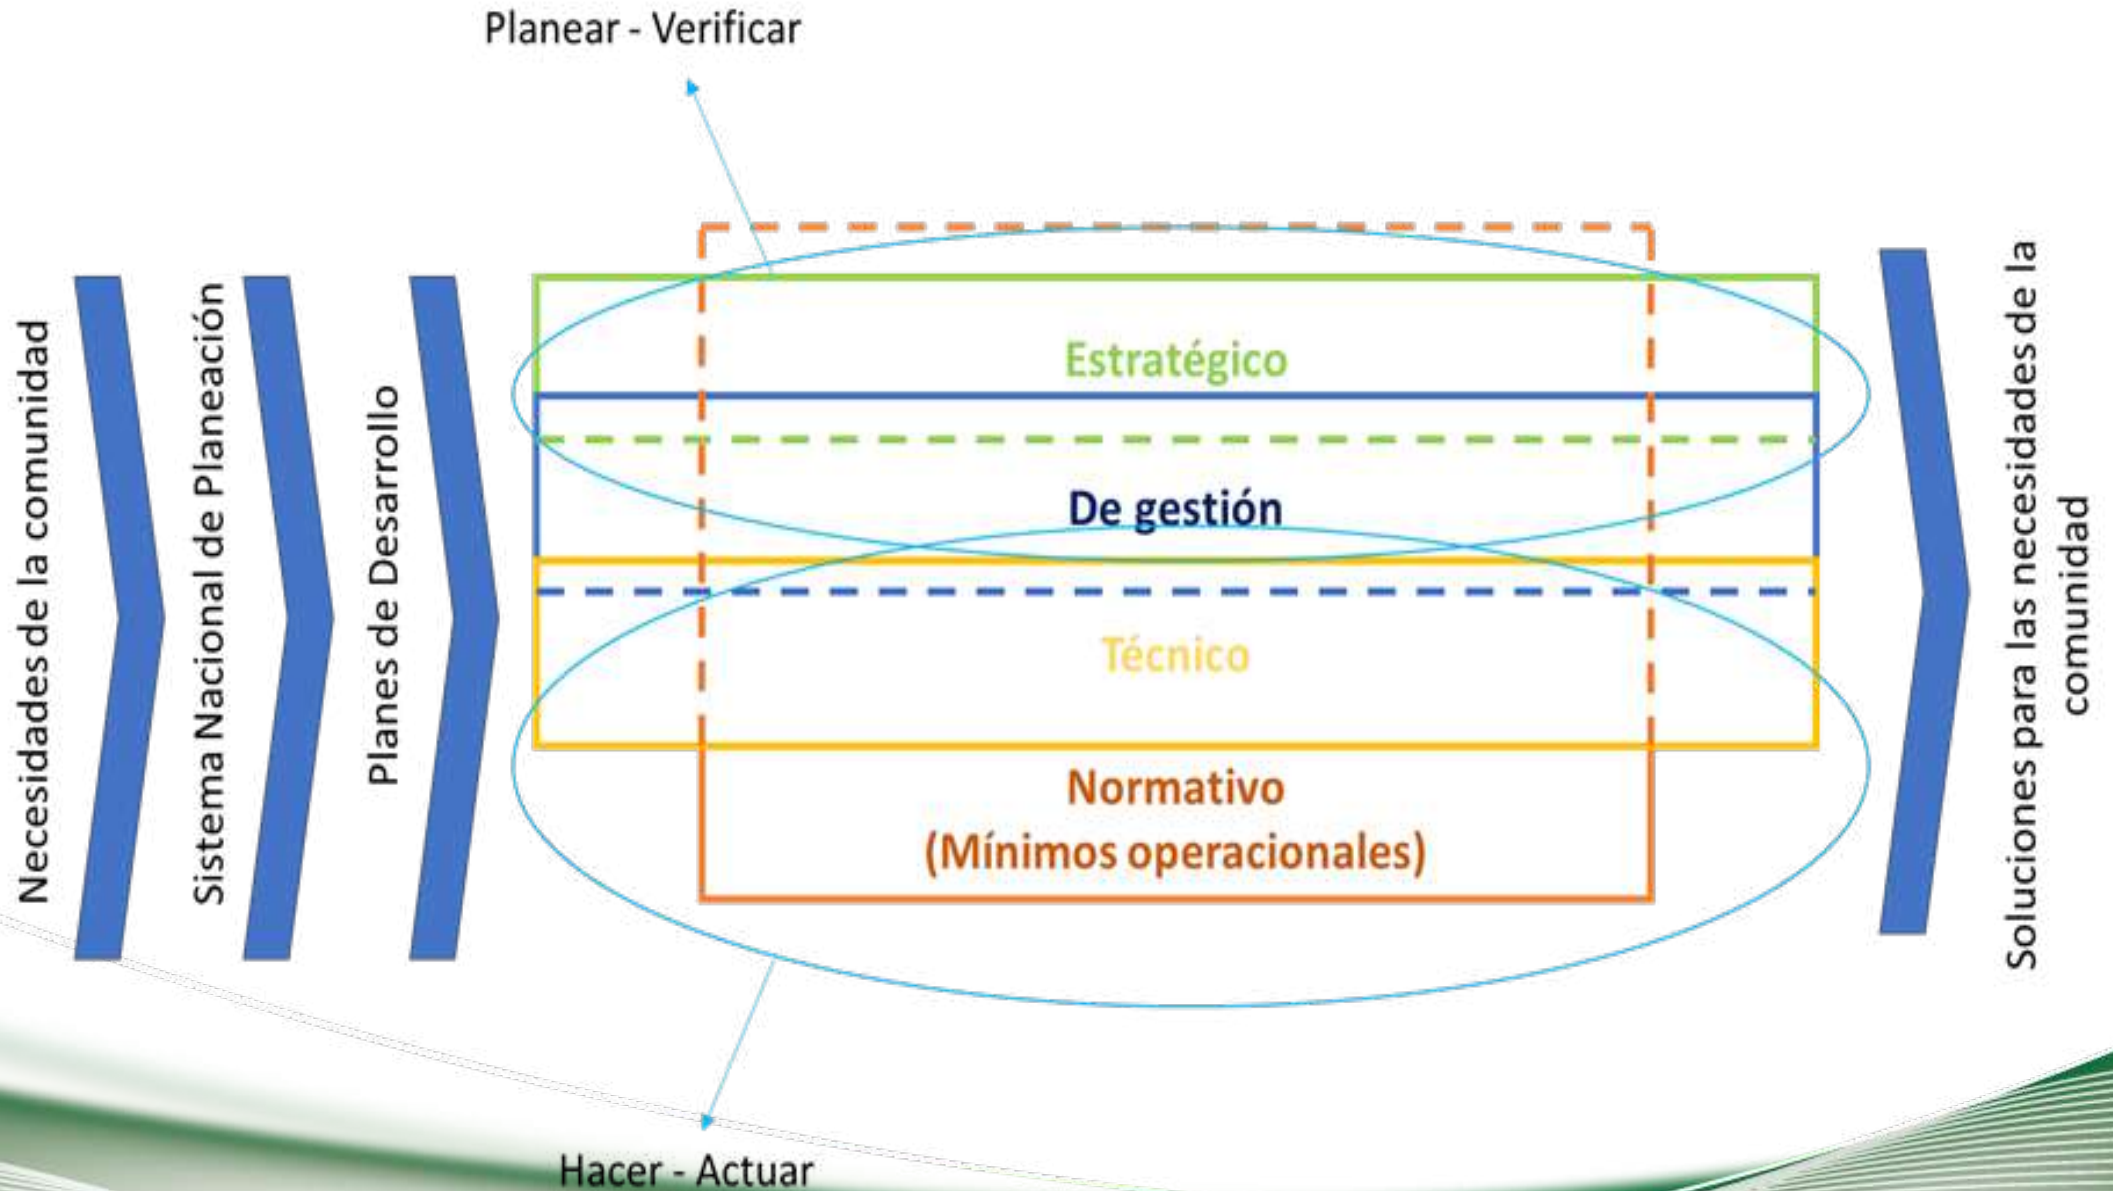 Planear - Verificar
Necesidades de la comunidad
Sistema Nacional de Planeación
Planes de Desarrollo
Estratégico
De gestión
Técnico
Normativo
(Mínimos operacionales)
Soluciones para las necesidades de la
comunidad
Hacer - Actuar